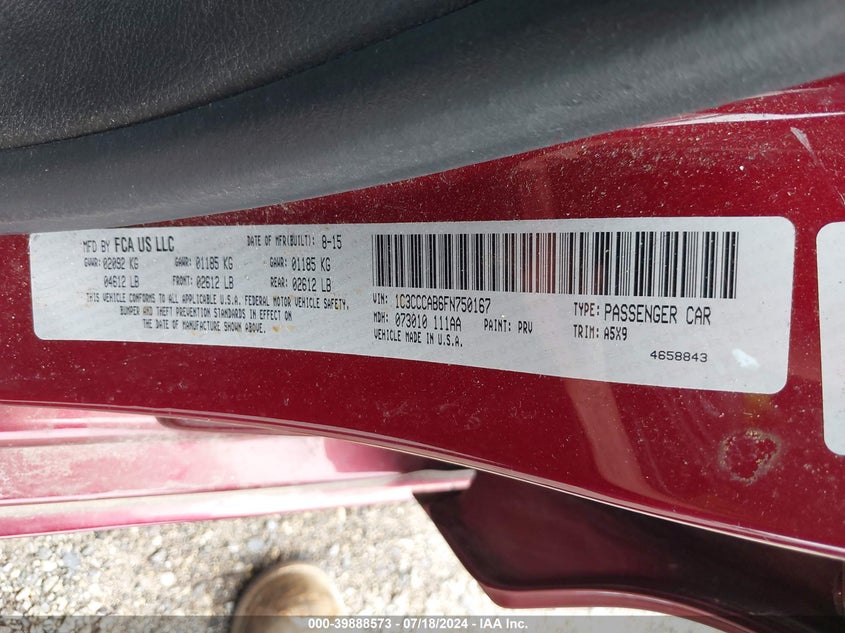 MFD BY FCA US LLC DATE OF MFR(BUILT): 8-15
GVWR: 02092 KG GAWR: 01185 KG GAWR: 01185 KG
04612 LB FRONT: 02612 LB REAR: 02612 LB
THIS VEHICLE CONFORMS TO ALL APPLICABLE U.S.A. FEDERAL MOTOR VEHICLE SAFETY,
BUMPER AND THEFT PREVENTION STANDARDS IN EFFECT ON
THE DATE OF MANUFACTURE SHOWN ABOVE.
VIN: 1C3CCCAB6FN750167 TYPE: PASSENGER CAR
MDH: 073010 111AA PAINT: PRV TRIM: A5X9
VEHICLE MADE IN U.S.A.
4658843
000-39888573 - 07/18/2024 - IAA Inc.